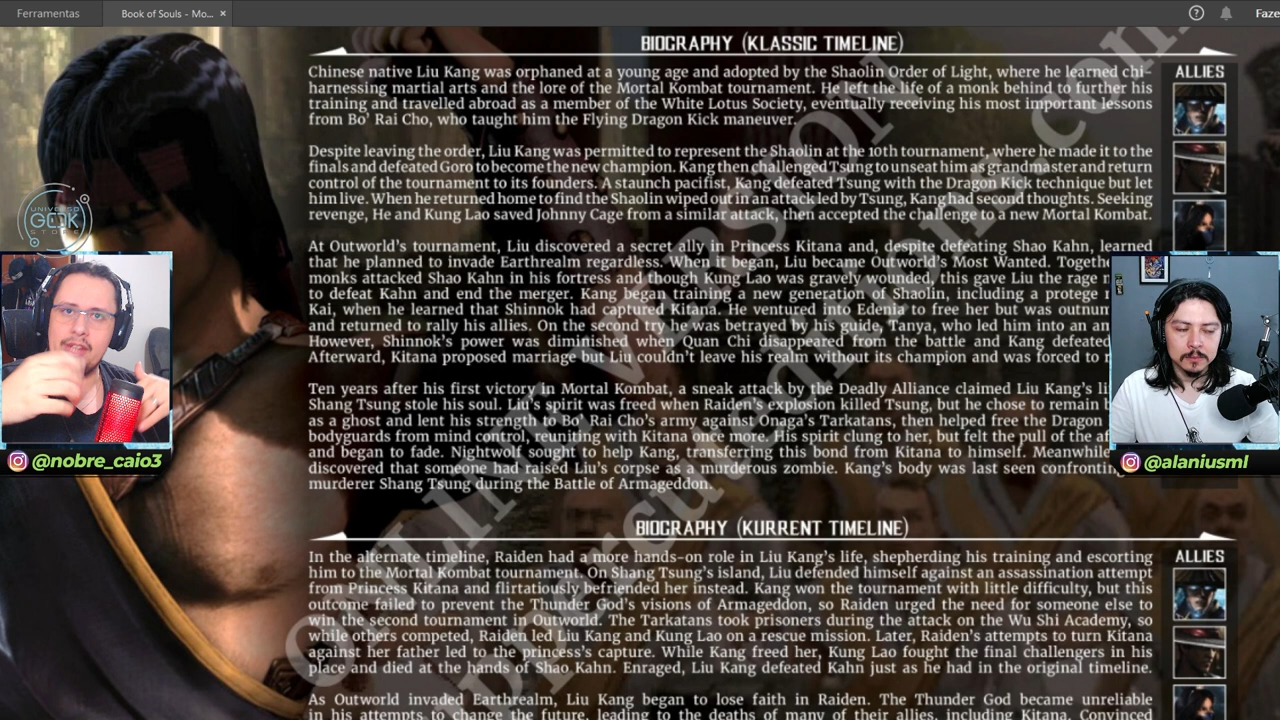 Ferramentas
Book of Souls - Mo... ×
Faze
BIOGRAPHY (KLASSIC TIMELINE)
ALLIES
Chinese native Liu Kang was orphaned at a young age and adopted by the Shaolin Order of Light, where he learned chi-
harnessing martial arts and the lore of the Mortal Kombat tournament. He left the life of a monk behind to further his
training and travelled abroad as a member of the White Lotus Society, eventually receiving his most important lessons
from Bo' Rai Cho, who taught him the Flying Dragon Kick maneuver.
Despite leaving the order, Liu Kang was permitted to represent the Shaolin at the 10th tournament, where he made it to the
finals and defeated Goro to become the new champion. Kang then challenged Tsung to unseat him as grandmaster and return
control of the tournament to its founders. A staunch pacifist, Kang defeated Tsung with the Dragon Kick technique but let
him live. When he returned home to find the Shaolin wiped out in an attack led by Tsung, Kang had second thoughts. Seeking
revenge, He and Kung Lao saved Johnny Cage from a similar attack, then accepted the challenge to a new Mortal Kombat.
At Outworld's tournament, Liu discovered a secret ally in Princess Kitana and, despite defeating Shao Kahn, learned
that he planned to invade Earthrealm regardless. When it began, Liu became Outworld's Most Wanted. Togethe
monks attacked Shao Kahn in his fortress and though Kung Lao was gravely wounded, this gave Liu the rage
to defeat Kahn and end the merger. Kang began training a new generation of Shaolin, including a protege
Kai, when he learned that Shinnok had captured Kitana. He ventured into Edenia to free her but was outnum
and returned to rally his allies. On the second try he was betrayed by his guide, Tanya, who led him into an am
However, Shinnok's power was diminished when Quan Chi disappeared from the battle and Kang defeated
Afterward, Kitana proposed marriage but Liu couldn't leave his realm without its champion and was forced to
Ten years after his first victory in Mortal Kombat, a sneak attack by the Deadly Alliance claimed Liu Kang's li
Shang Tsung stole his soul. Liu's spirit was freed when Raiden's explosion killed Tsung, but he chose to remain
as a ghost and lent his strength to Bo' Rai Cho's army against Onaga's Tarkatans, then helped free the Dragon
bodyguards from mind control, reuniting with Kitana once more. His spirit clung to her, but felt the pull of the af
and began to fade. Nightwolf sought to help Kang, transferring this bond from Kitana to himself. Meanwhile
discovered that someone had raised Liu's corpse as a murderous zombie. Kang's body was last seen confrontin
murderer Shang Tsung during the Battle of Armageddon.
UNIVERSO
GEEK
STORE
@nobre_caio3
@alaniusml
BIOGRAPHY (KURRENT TIMELINE)
ALLIES
In the alternate timeline, Raiden had a more hands-on role in Liu Kang's life, shepherding his training and escorting
him to the Mortal Kombat tournament. On Shang Tsung's island, Liu defended himself against an assassination attempt
from Princess Kitana and flirtatiously befriended her instead. Kang won the tournament with little difficulty, but this
outcome failed to prevent the Thunder God's visions of Armageddon, so Raiden urged the need for someone else to
win the second tournament in Outworld. The Tarkatans took prisoners during the attack on the Wu Shi Academy, so
while others competed, Raiden led Liu Kang and Kung Lao on a rescue mission. Later, Raiden's attempts to turn Kitana
against her father led to the princess's capture. While Kang freed her, Kung Lao fought the final challengers in his
place and died at the hands of Shao Kahn. Enraged, Liu Kang defeated Kahn just as he had in the original timeline.
As Outworld invaded Earthrealm, Liu Kang began to lose faith in Raiden. The Thunder God became unreliable
in his attempts to change the future, leading to the deaths of many of their allies, including Kitana. Convinced